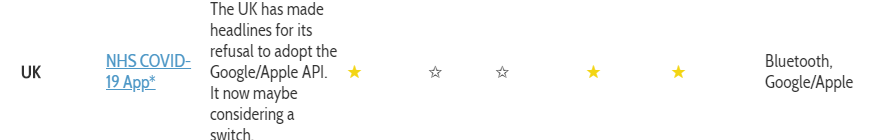 The UK has made
headlines for its
refusal to adopt the
UK
NHS COVID-
19 App*
Google/Apple API.
It now maybe
considering a
switch.
★ ☆ ☆ ★ ★
Bluetooth,
Google/Apple